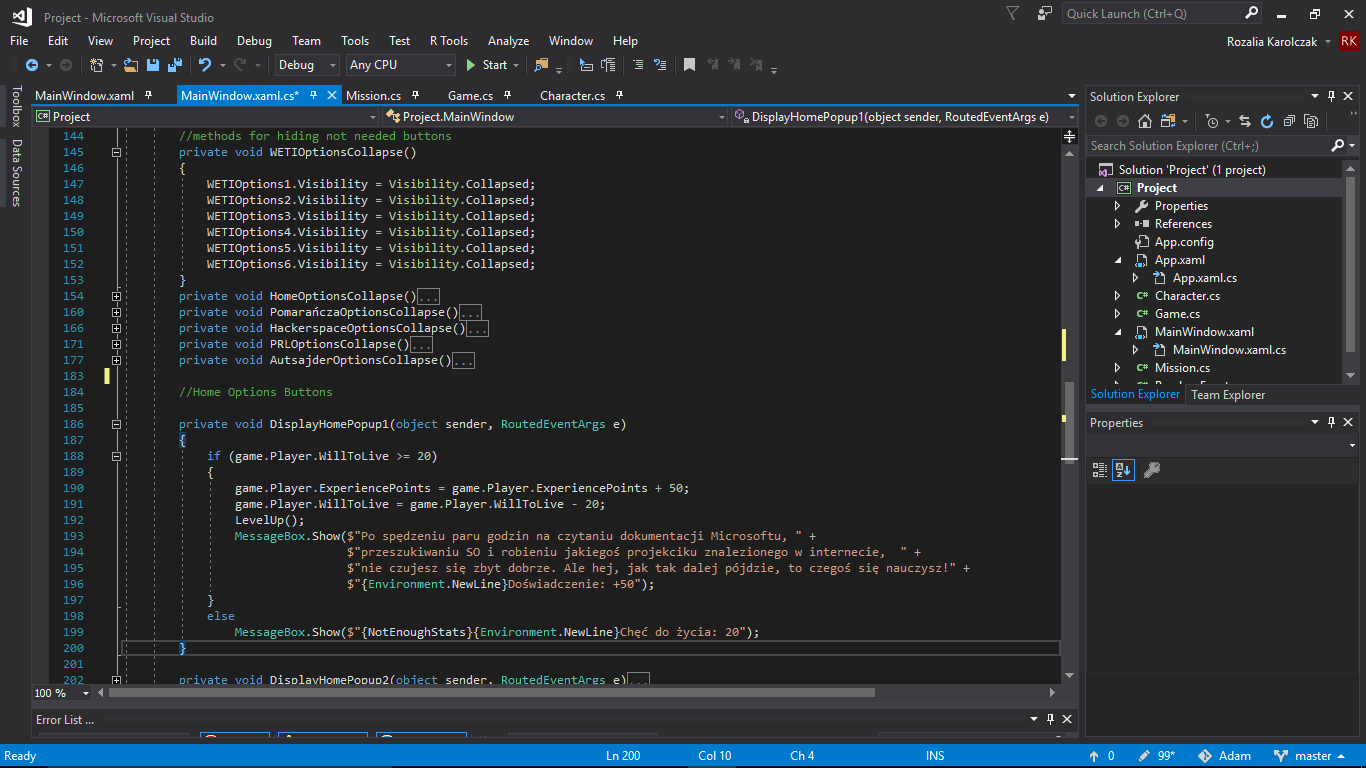 Project - Microsoft Visual Studio
Quick Launch (Ctrl+Q)
File Edit View Project Build Debug Team Tools Test R Tools Analyze Window Help
Rozalia Karolczak RK
Debug Any CPU Start
Toolbox
Data Sources
MainWindow.xaml MainWindow.xaml.cs* Mission.cs Game.cs Character.cs
Project Project.MainWindow DisplayHomePopup1(object sender, RoutedEventArgs e)
144 //methods for hiding not needed buttons
145 private void WETIOptionsCollapse()
146 {
147 WETIOptions1.Visibility = Visibility.Collapsed;
148 WETIOptions2.Visibility = Visibility.Collapsed;
149 WETIOptions3.Visibility = Visibility.Collapsed;
150 WETIOptions4.Visibility = Visibility.Collapsed;
151 WETIOptions5.Visibility = Visibility.Collapsed;
152 WETIOptions6.Visibility = Visibility.Collapsed;
153 }
154 private void HomeOptionsCollapse()...
160 private void PomarańczaOptionsCollapse()...
166 private void HackerspaceOptionsCollapse()...
171 private void PRLOptionsCollapse()...
177 private void AutsajderOptionsCollapse()...
183
184 //Home Options Buttons
185
186 private void DisplayHomePopup1(object sender, RoutedEventArgs e)
187 {
188 if (game.Player.WillToLive >= 20)
189 {
190 game.Player.ExperiencePoints = game.Player.ExperiencePoints + 50;
191 game.Player.WillToLive = game.Player.WillToLive - 20;
192 LevelUp();
193 MessageBox.Show($"Po spędzeniu paru godzin na czytaniu dokumentacji Microsoftu, " +
194 $"przeszukiwaniu SO i robieniu jakiegoś projekciku znalezionego w internecie,  " +
195 $"nie czujesz się zbyt dobrze. Ale hej, jak tak dalej pójdzie, to czegoś się nauczysz!" +
196 $"{Environment.NewLine}Doświadczenie: +50");
197 }
198 else
199 MessageBox.Show($"{NotEnoughStats}{Environment.NewLine}Chęć do życia: 20");
200 }
201
202 private void DisplayHomePopup2(object sender, RoutedEventArgs e)...
100 %
Error List ...
Solution Explorer
Search Solution Explorer (Ctrl+;)
Solution 'Project' (1 project)
C# Project
Properties
References
App.config
App.xaml
App.xaml.cs
C# Character.cs
C# Game.cs
MainWindow.xaml
MainWindow.xaml.cs
C# Mission.cs
Solution Explorer Team Explorer
Properties
Ready Ln 200 Col 10 Ch 4 INS 0 99* Adam master